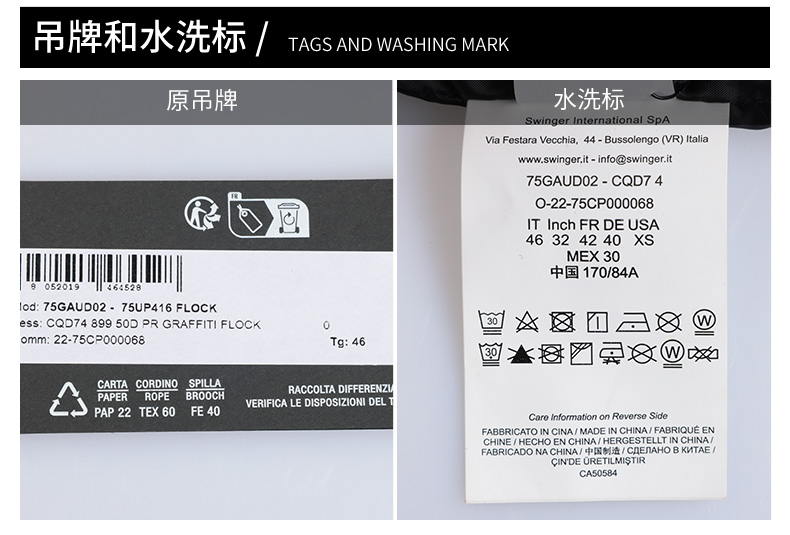 吊牌和水洗标 / TAGS AND WASHING MARK
原吊牌
FR
8 052019 464528
od: 75GAUD02 - 75UP416 FLOCK
ess: CQD74 899 50D PR GRAFFITI FLOCK 0
omm: 22-75CP000068 Tg: 46
CARTA CORDINO SPILLA
PAPER ROPE BROOCH
PAP 22 TEX 60 FE 40
RACCOLTA DIFFERENZIA
VERIFICA LE DISPOSIZIONI DEL
水洗标
Swinger International SpA
Via Festara Vecchia, 44 - Bussolengo (VR) Italia
www.swinger.it - info@swinger.it
75GAUD02 - CQD7 4
O-22-75CP000068
IT Inch FR DE USA
46 32 42 40 XS
MEX 30
中国 170/84A
30 W
30 W
Care Information on Reverse Side
FABBRICATO IN CINA / MADE IN CHINA / FABRIQUÉ EN
CHINE / HECHO EN CHINA / HERGESTELLT IN CHINA /
FABRICADO NA CHINA / 中国制造 / СДЕЛАНО В КИТАЕ /
ÇIN'DE ÜRETILMIŞTIR
CA50584